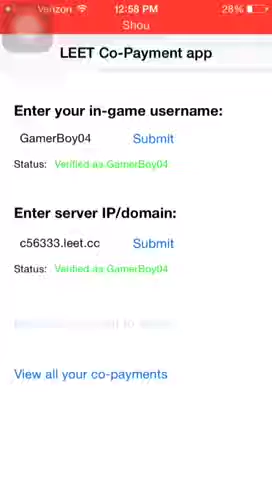 Verizon 12:58 PM 28%
Shou
LEET Co-Payment app
Enter your in-game username:
GamerBoy04 Submit
Status: Verified as GamerBoy04
Enter server IP/domain:
c56333.leet.cc Submit
Status: Verified as GamerBoy04
View all your co-payments